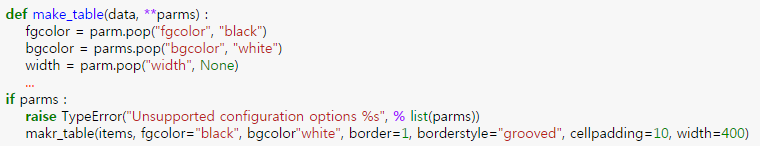 def make_table(data, **parms) :
    fgcolor = parm.pop("fgcolor", "black")
    bgcolor = parms.pop("bgcolor", "white")
    width = parm.pop("width", None)
    ...
if parms :
    raise TypeError("Unsupported configuration options %s", % list(parms))
    makr_table(items, fgcolor="black", bgcolor"white", border=1, borderstyle="grooved", cellpadding=10, width=400)